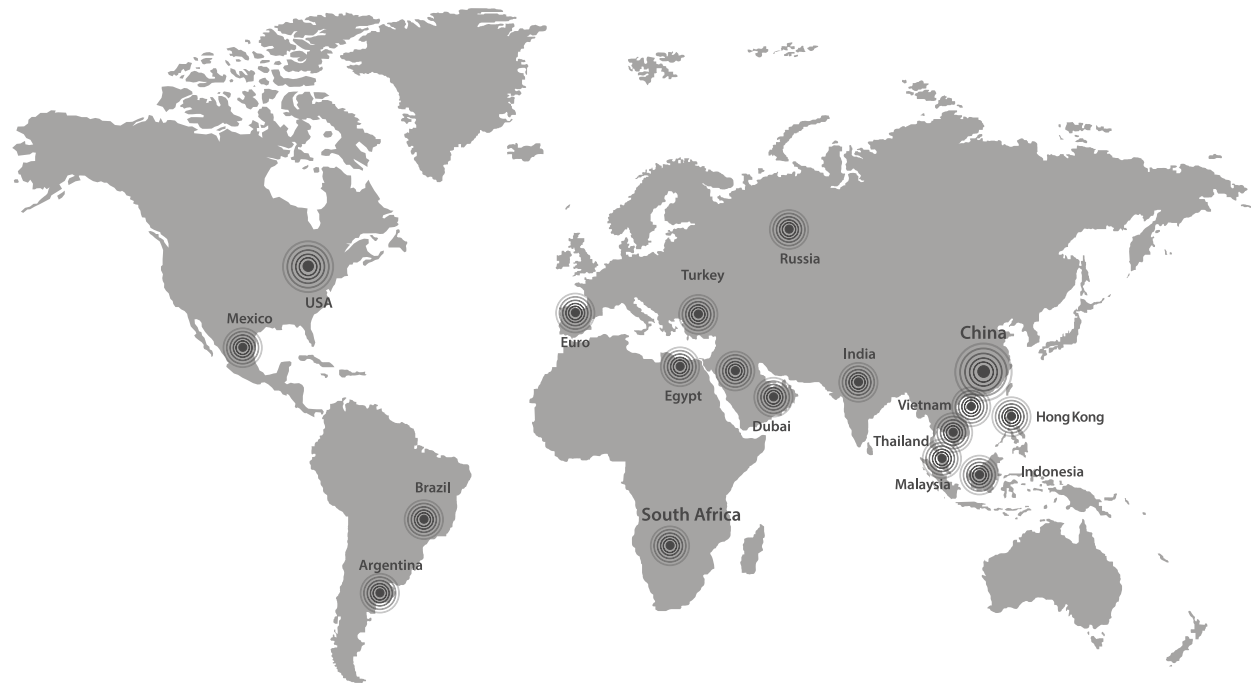 Russia
Turkey
USA
Mexico
China
Euro
India
Egypt
Vietnam
Hong Kong
Dubai
Thailand
Indonesia
Malaysia
Brazil
South Africa
Argentina